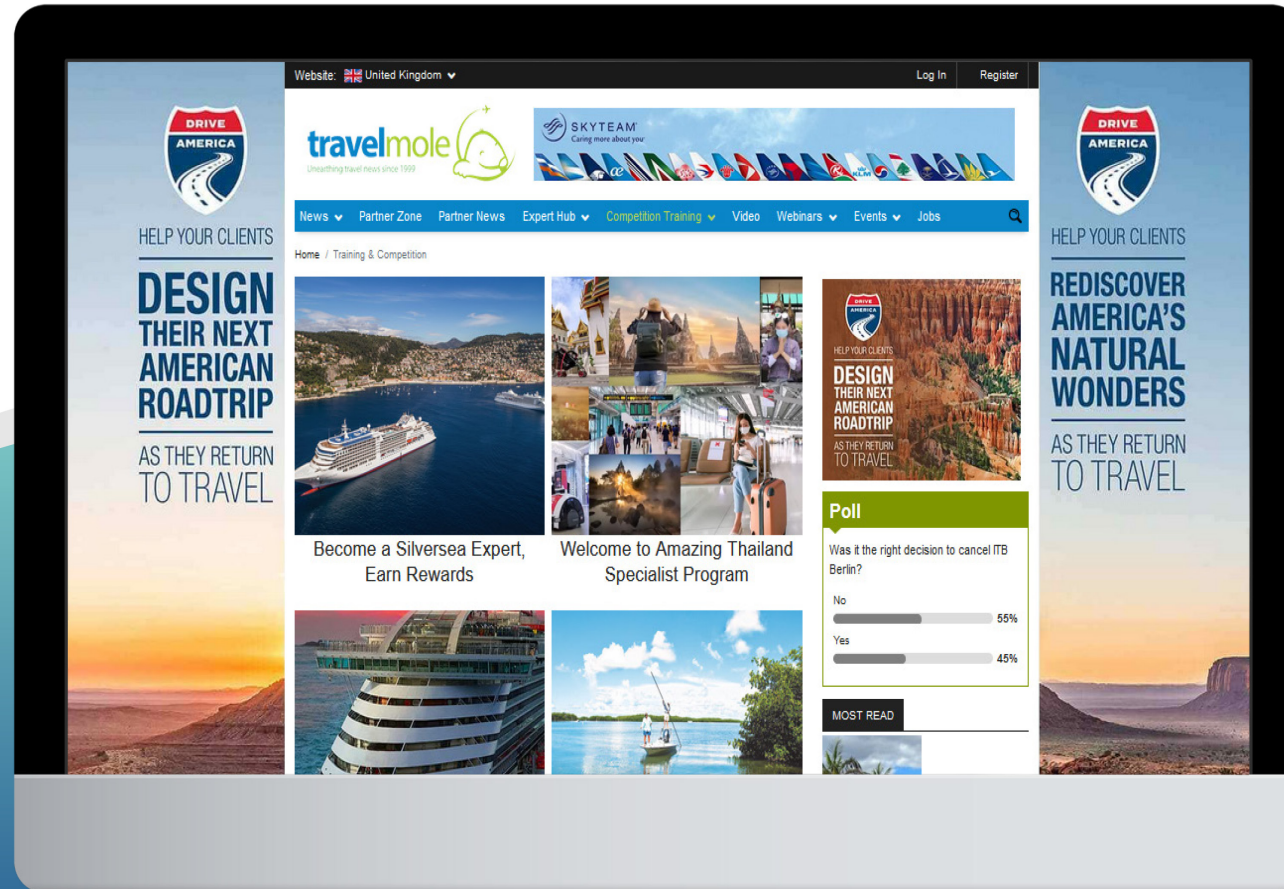 Website: United Kingdom
Log In
Register
DRIVE
AMERICA
HELP YOUR CLIENTS
DESIGN
THEIR NEXT
AMERICAN
ROADTRIP
AS THEY RETURN
TO TRAVEL
travelmole
Unearthing travel news since 1999
SKYTEAM
Caring more about you
KLM
News
Partner Zone
Partner News
Expert Hub
Competition Training
Video
Webinars
Events
Jobs
Home / Training & Competition
Become a Silversea Expert,
Earn Rewards
Welcome to Amazing Thailand
Specialist Program
DRIVE
AMERICA
HELP YOUR CLIENTS
DESIGN
THEIR NEXT
AMERICAN
ROADTRIP
AS THEY RETURN
TO TRAVEL
Poll
Was it the right decision to cancel ITB
Berlin?
No
55%
Yes
45%
MOST READ
DRIVE
AMERICA
HELP YOUR CLIENTS
REDISCOVER
AMERICA'S
NATURAL
WONDERS
AS THEY RETURN
TO TRAVEL